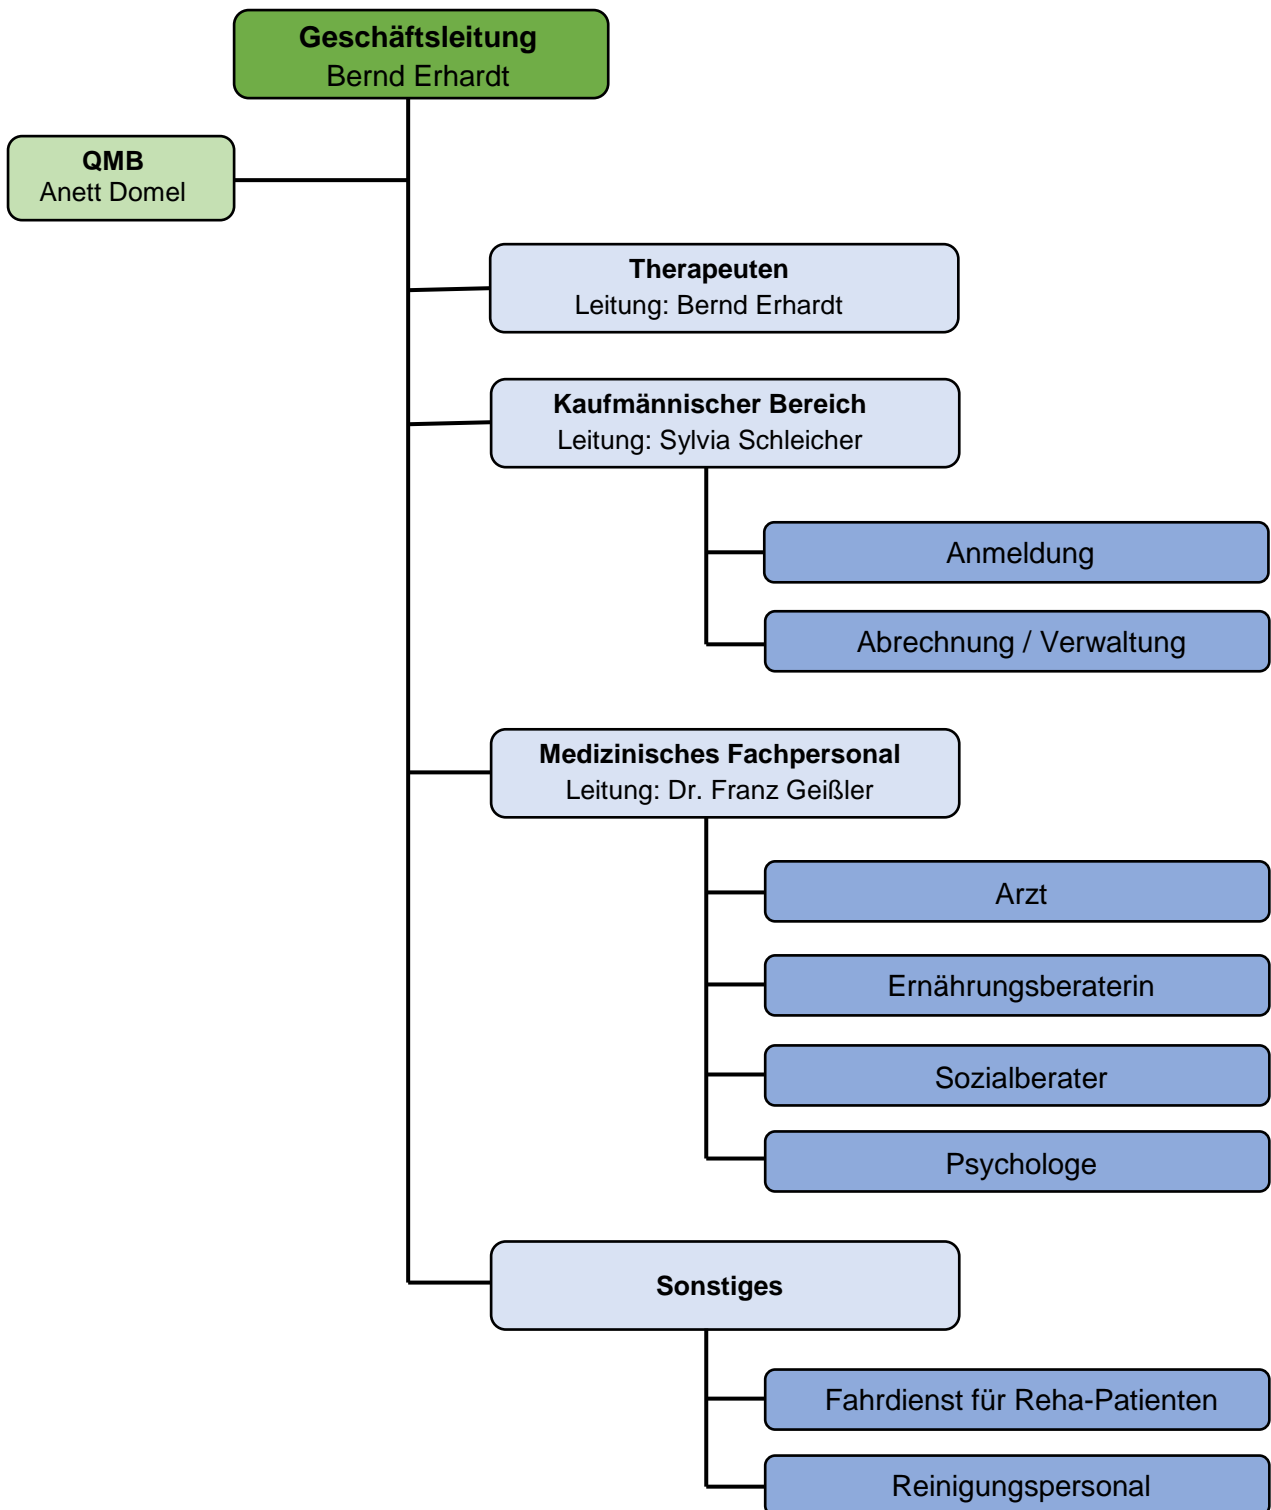 Geschäftsleitung
Bernd Erhardt
QMB
Anett Domel
Therapeuten
Leitung: Bernd Erhardt
Kaufmännischer Bereich
Leitung: Sylvia Schleicher
Anmeldung
Abrechnung / Verwaltung
Medizinisches Fachpersonal
Leitung: Dr. Franz Geißler
Arzt
Ernährungsberaterin
Sozialberater
Psychologe
Sonstiges
Fahrdienst für Reha-Patienten
Reinigungspersonal